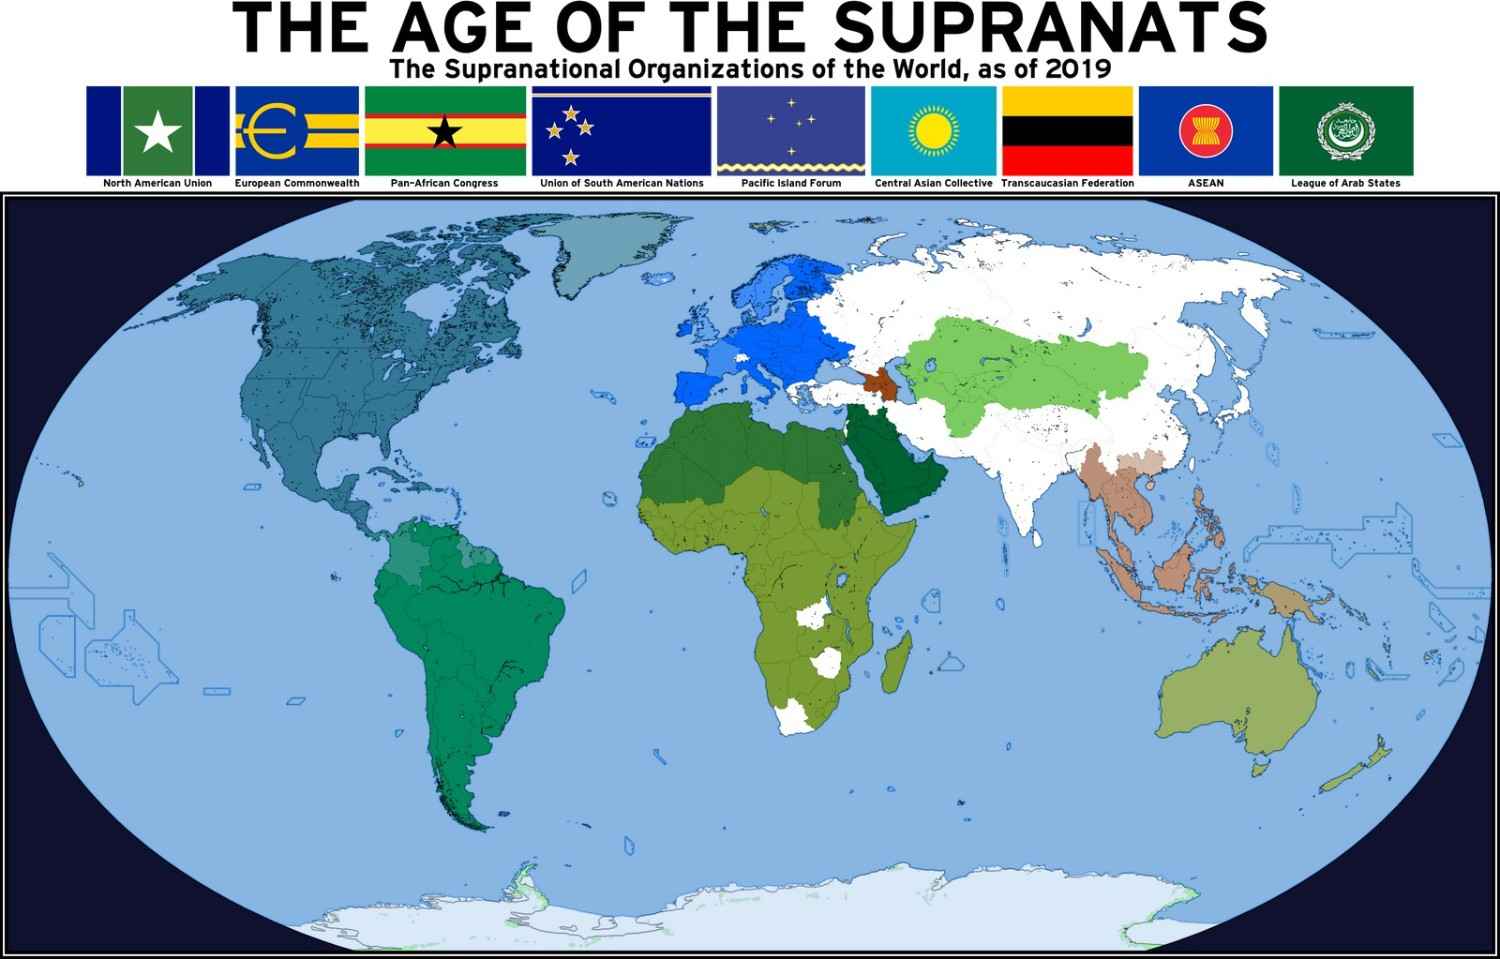 THE AGE OF THE SUPRANATS
The Supranational Organizations of the World, as of 2019
North American Union
European Commonwealth
Pan-African Congress
Union of South American Nations
Pacific Island Forum
Central Asian Collective
Transcaucasian Federation
ASEAN
League of Arab States